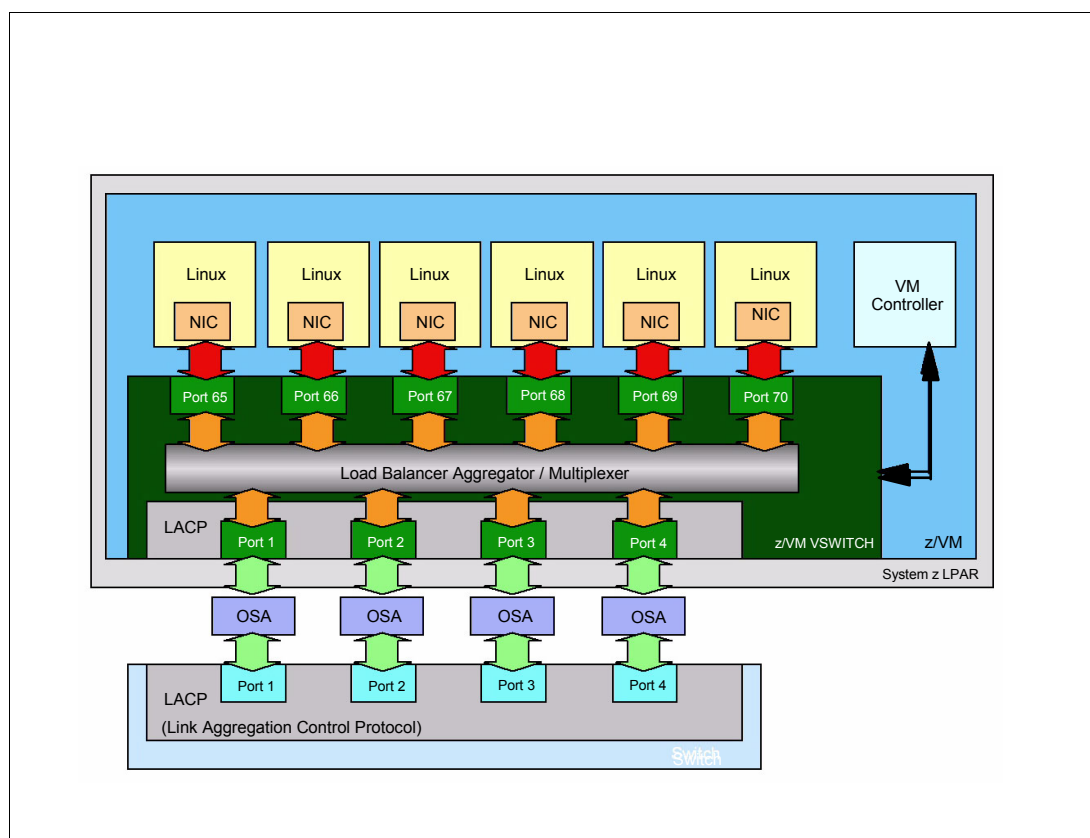 Linux Linux Linux Linux Linux Linux
VM
Controller
NIC NIC NIC NIC NIC NIC
Port 65 Port 66 Port 67 Port 68 Port 69 Port 70
Load Balancer Aggregator / Multiplexer
LACP
Port 1 Port 2 Port 3 Port 4
z/VM VSWITCH
z/VM
System z LPAR
OSA OSA OSA OSA
Port 1 Port 2 Port 3 Port 4
LACP
(Link Aggregation Control Protocol)
Switch
Switch